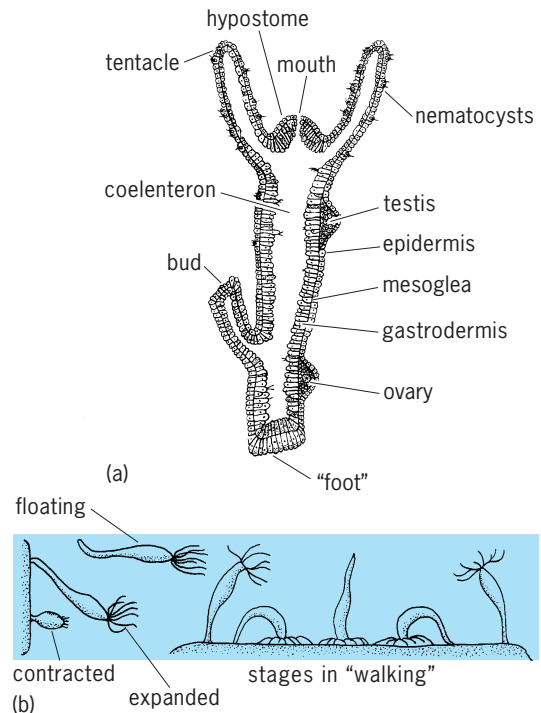 hypostome
tentacle
mouth
nematocysts
coelenteron
testis
epidermis
bud
mesoglea
gastrodermis
ovary
(a)
“foot”
floating
contracted
stages in “walking”
(b)
expanded